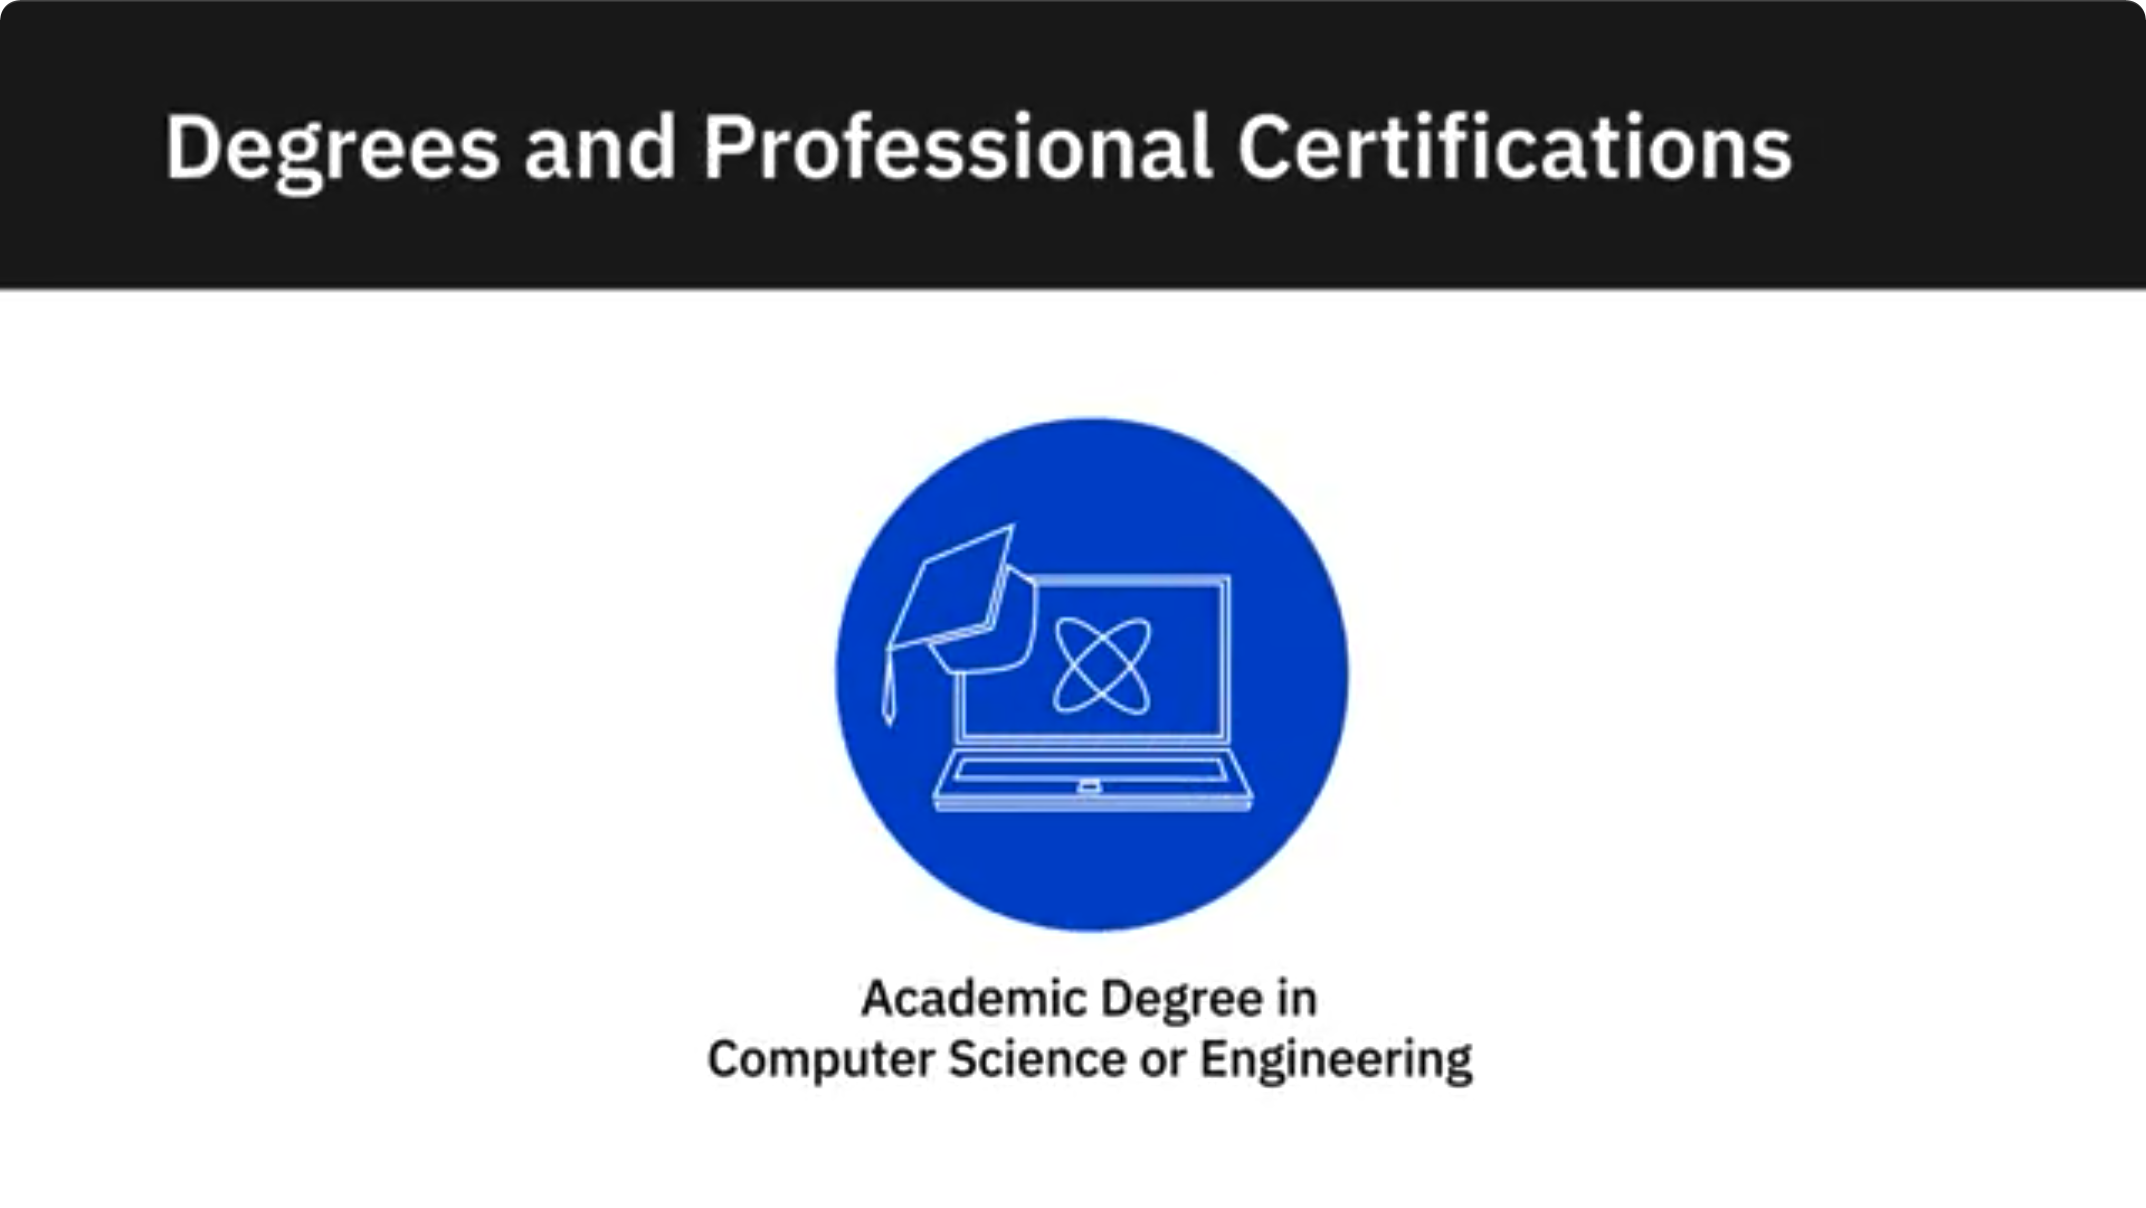 Degrees and Professional Certifications
Academic Degree in
Computer Science or Engineering